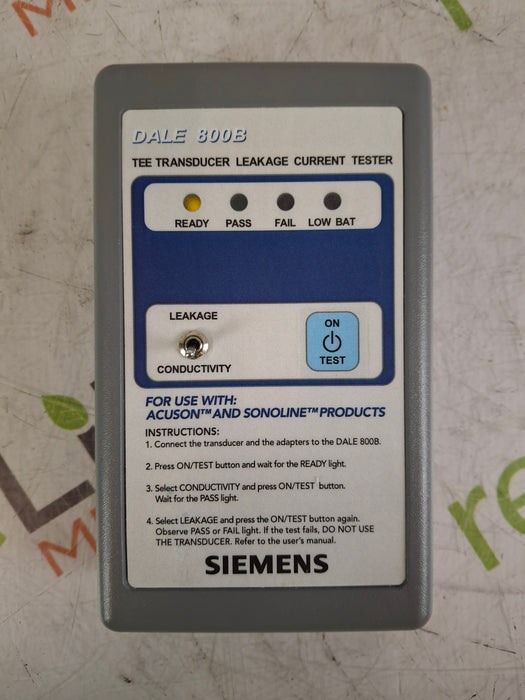 DALE 800B
TEE TRANSDUCER LEAKAGE CURRENT TESTER
READY PASS FAIL LOW BAT
LEAKAGE
CONDUCTIVITY
ON
TEST
FOR USE WITH:
ACUSON™ AND SONOLINE™ PRODUCTS
INSTRUCTIONS:
1. Connect the transducer and the adapters to the DALE 800B.
2. Press ON/TEST button and wait for the READY light.
3. Select CONDUCTIVITY and press ON/TEST button.
Wait for the PASS light.
4. Select LEAKAGE and press the ON/TEST button again.
Observe PASS or FAIL light. If the test fails, DO NOT USE
THE TRANSDUCER. Refer to the user's manual.
SIEMENS